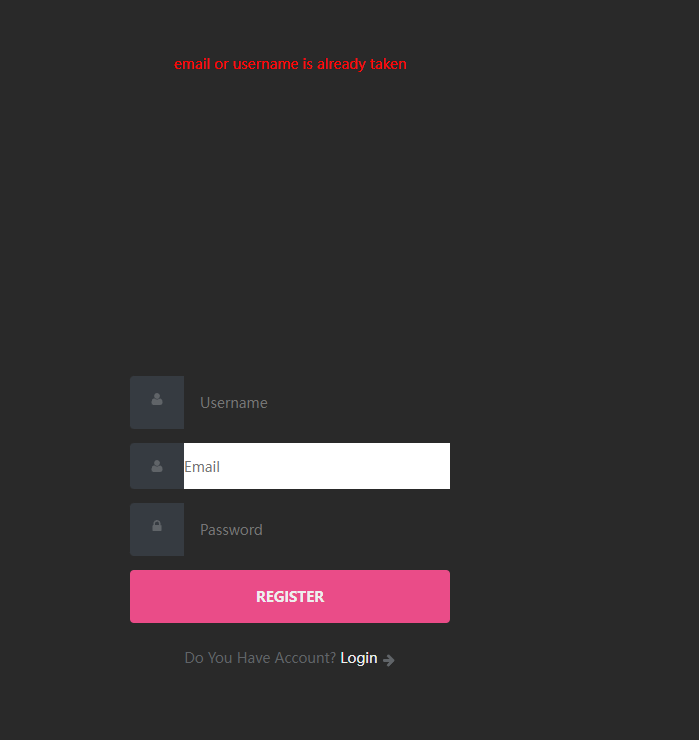 email or username is already taken
Username
Email
Password
REGISTER
Do You Have Account? Login